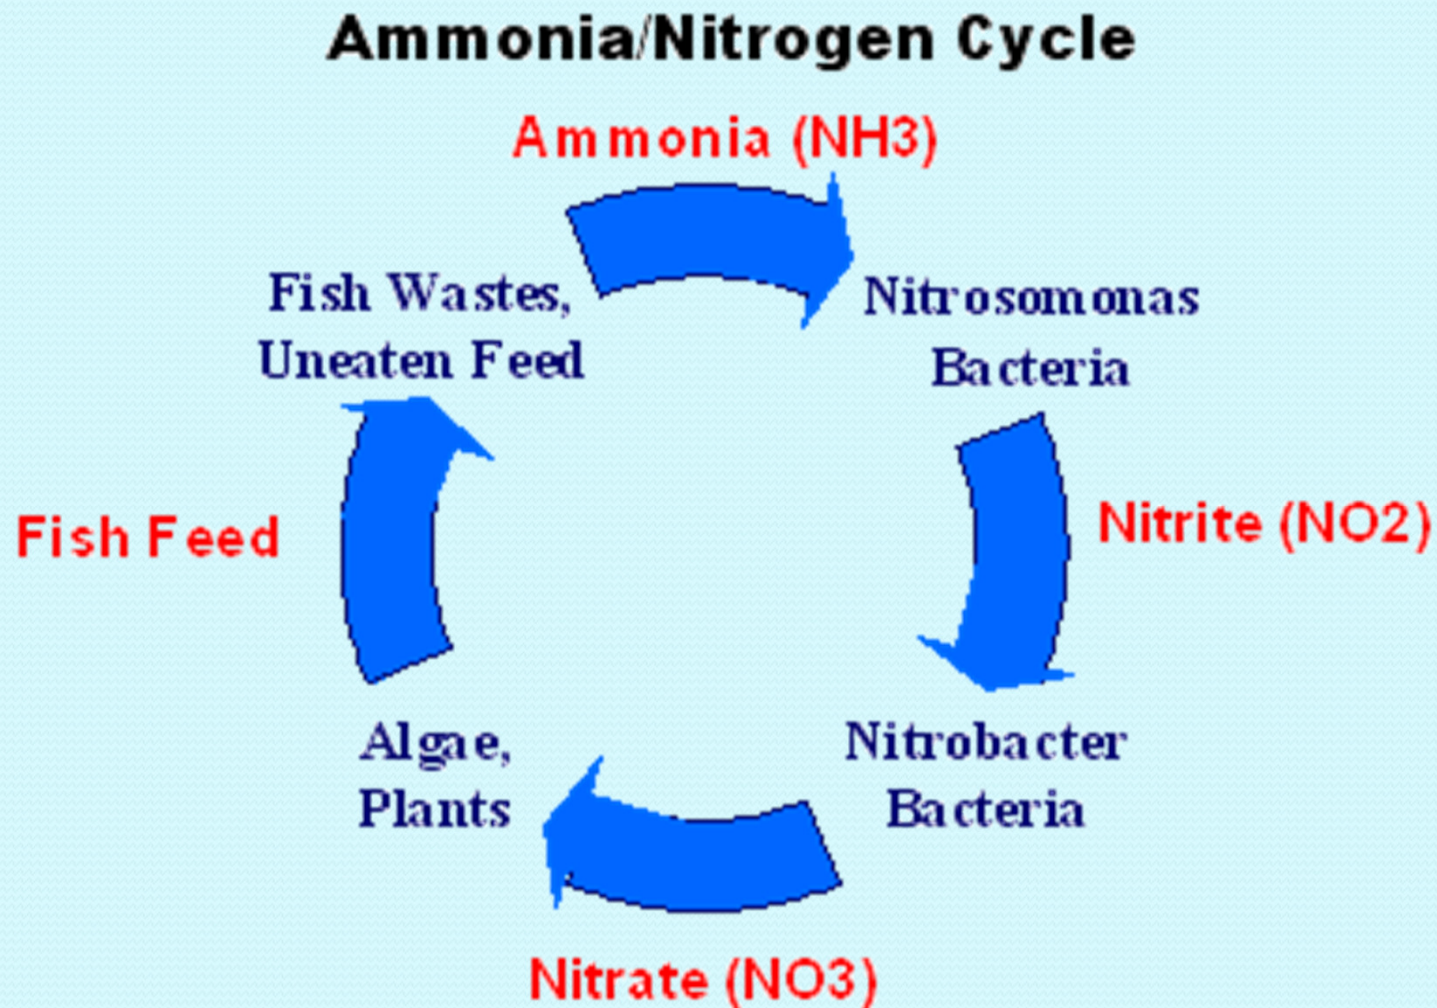 Ammonia/Nitrogen Cycle
Ammonia (NH3)
Fish Wastes,
Uneaten Feed
Nitrosomonas
Bacteria
Fish Feed
Nitrite (NO2)
Algae,
Plants
Nitrobacter
Bacteria
Nitrate (NO3)